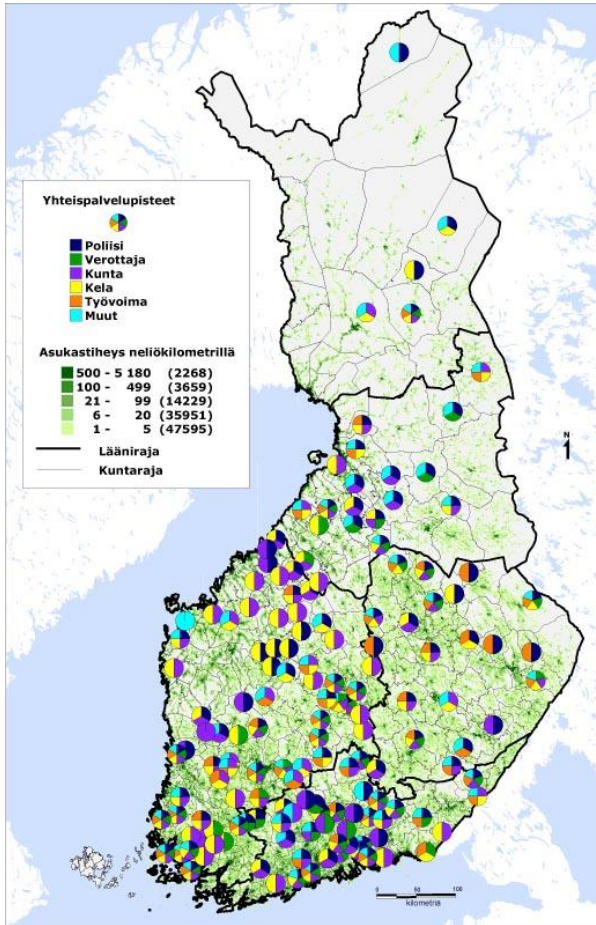 Yhteispalvelupisteet
Poliisi
Verottaja
Kunta
Kela
Työvoima
Muut
Asukastiheys neliökilometrillä
500 - 5 180 (2268)
100 - 499 (3659)
21 - 99 (14229)
6 - 20 (35951)
1 - 5 (47595)
Lääniraja
Kuntaraja
N
0 50 100
kilometriä